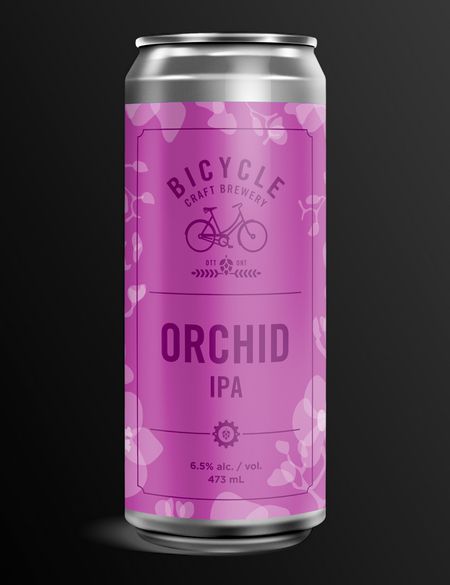 BICYCLE
CRAFT BREWERY
OTT ONT
ORCHID
IPA
6.5% alc. / vol.
473 mL